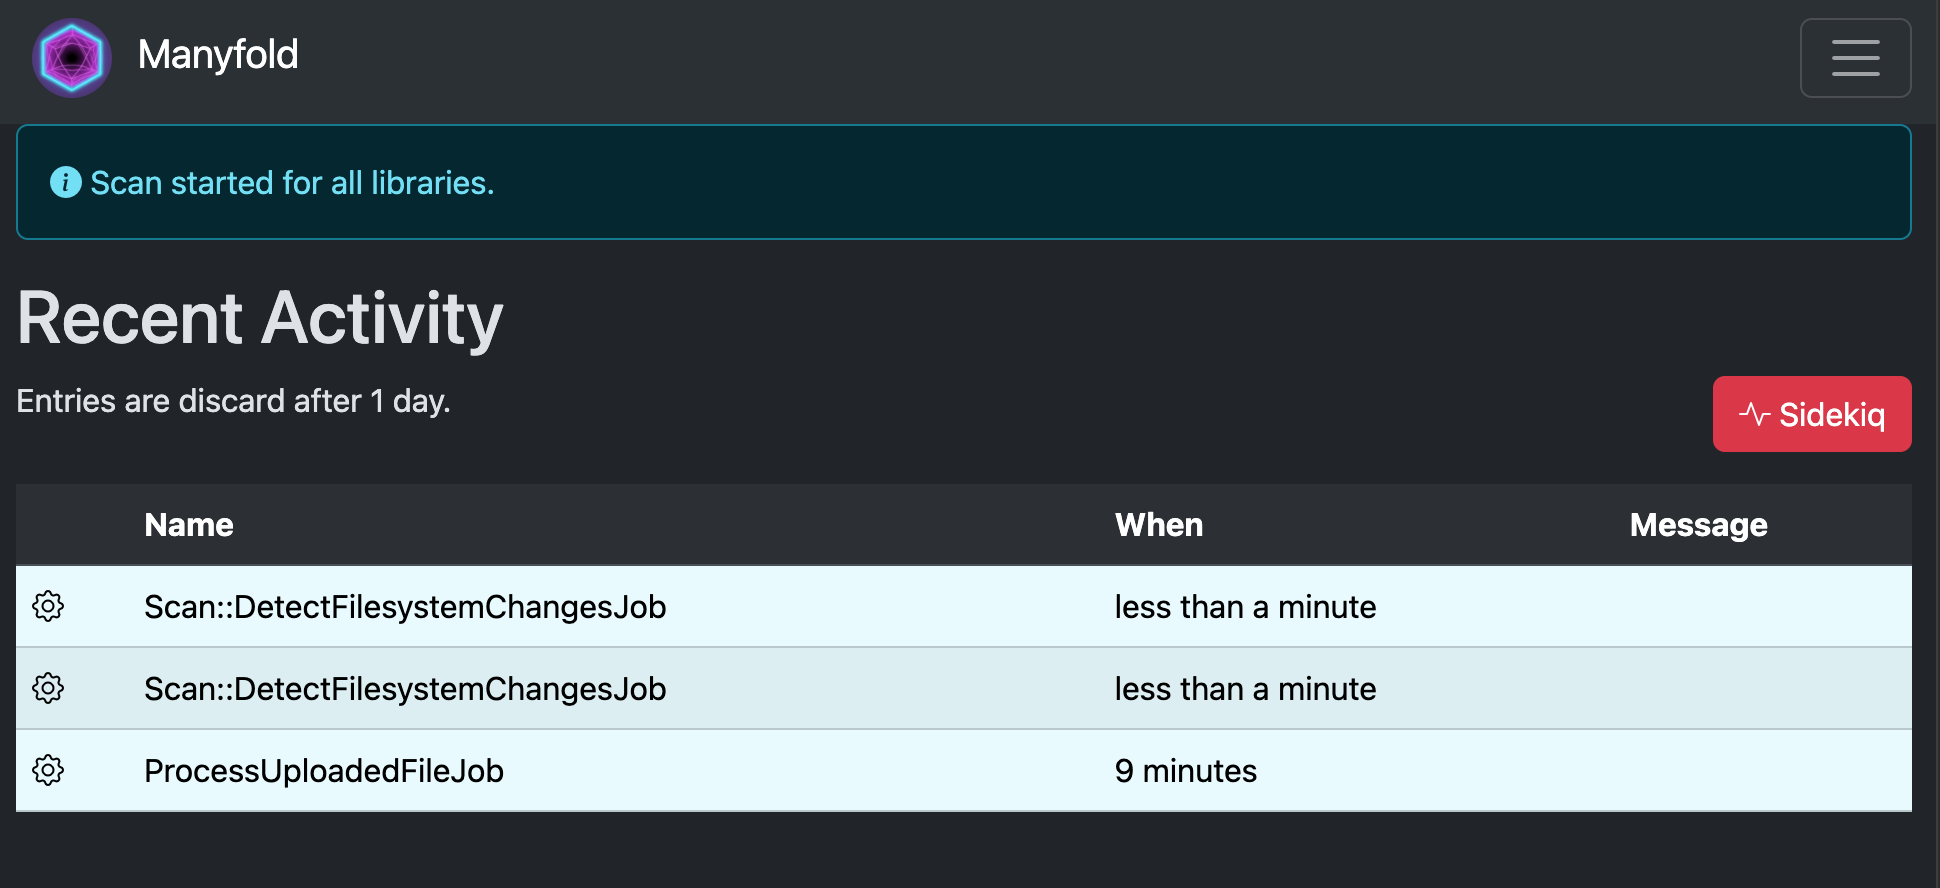 Manyfold
Scan started for all libraries.
Recent Activity
Entries are discard after 1 day.
Sidekiq
Name When Message
Scan::DetectFilesystemChangesJob less than a minute
Scan::DetectFilesystemChangesJob less than a minute
ProcessUploadedFileJob 9 minutes